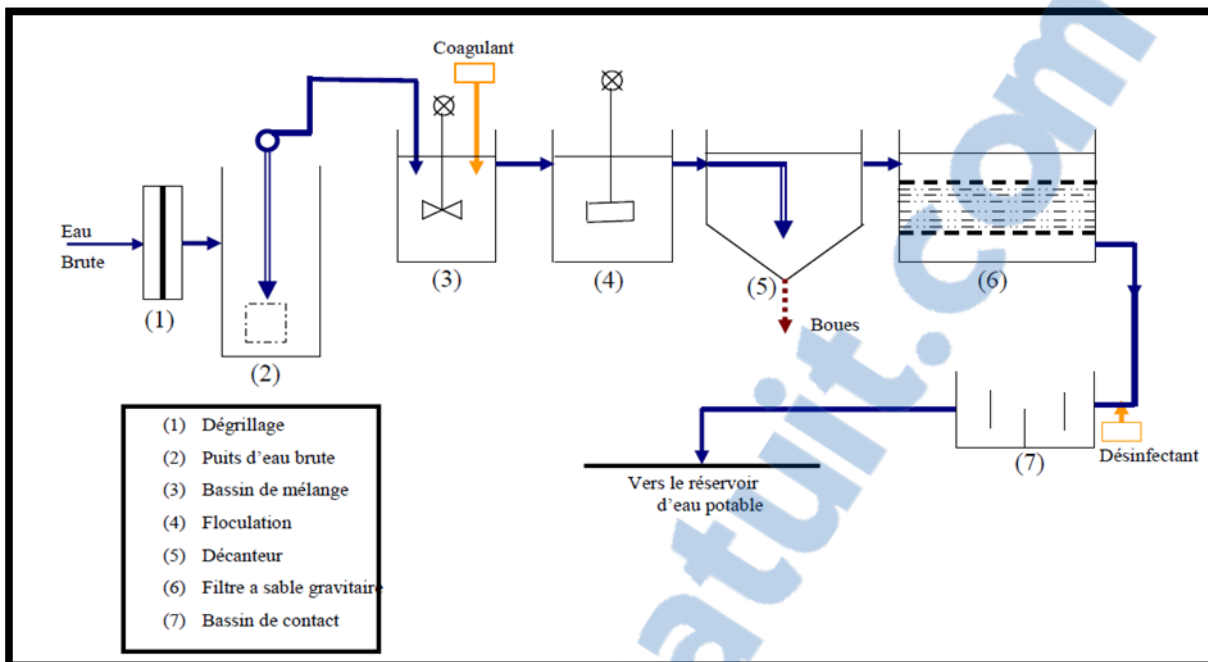 Coagulant
Eau
Brute
(1)
(2)
(3)
(4)
(5)
(6)
Boues
(7)
Désinfectant
Vers le réservoir
d'eau potable
(1) Dégrillage
(2) Puits d'eau brute
(3) Bassin de mélange
(4) Floculation
(5) Décanteur
(6) Filtre a sable gravitaire
(7) Bassin de contact
atuit.com